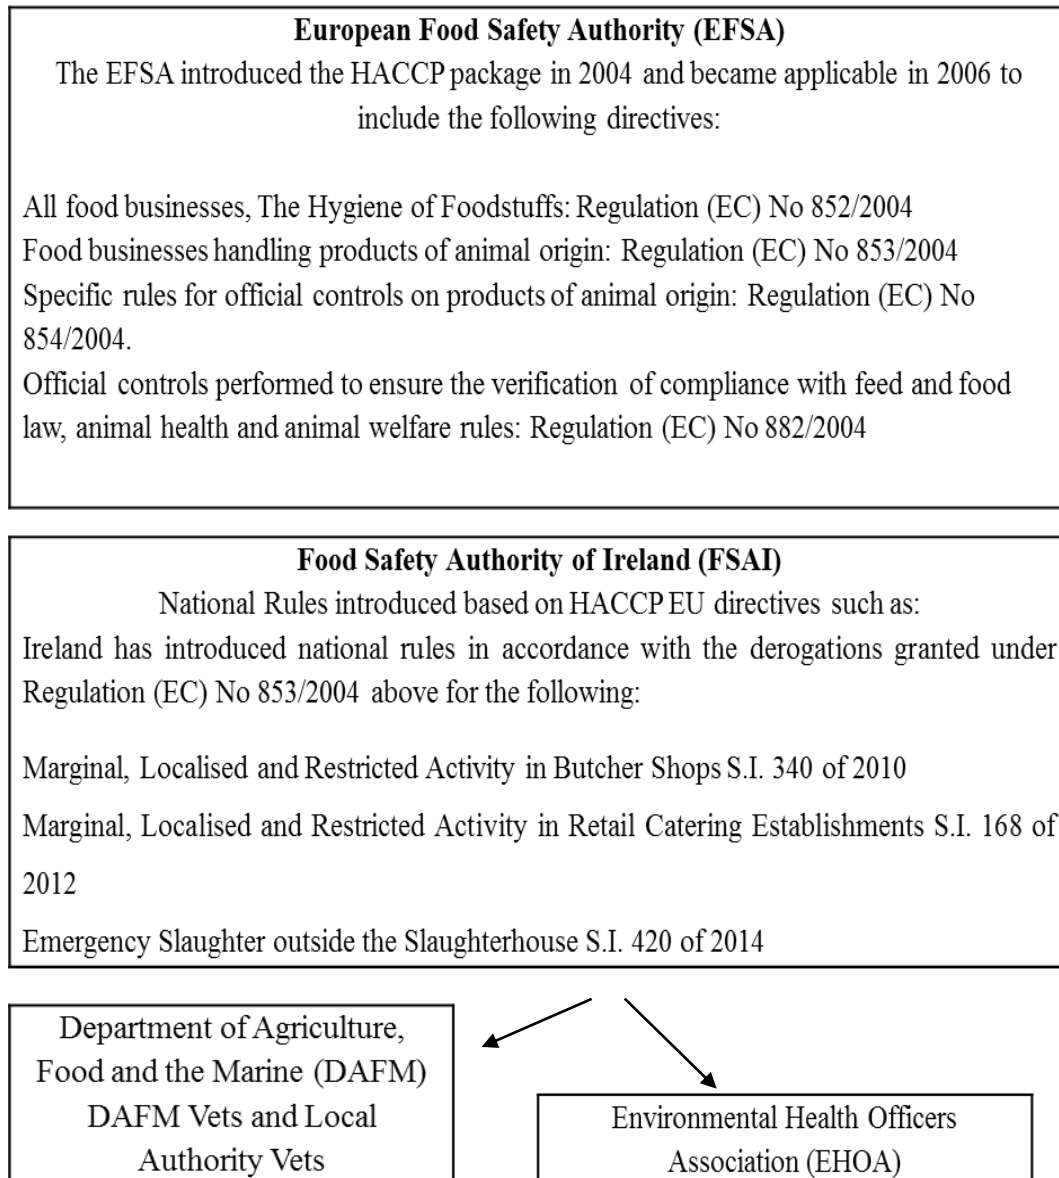 European Food Safety Authority (EFSA)
The EFSA introduced the HACCP package in 2004 and became applicable in 2006 to
include the following directives:
All food businesses, The Hygiene of Foodstuffs: Regulation (EC) No 852/2004
Food businesses handling products of animal origin: Regulation (EC) No 853/2004
Specific rules for official controls on products of animal origin: Regulation (EC) No
854/2004.
Official controls performed to ensure the verification of compliance with feed and food
law, animal health and animal welfare rules: Regulation (EC) No 882/2004
Food Safety Authority of Ireland (FSAI)
National Rules introduced based on HACCP EU directives such as:
Ireland has introduced national rules in accordance with the derogations granted under
Regulation (EC) No 853/2004 above for the following:
Marginal, Localised and Restricted Activity in Butcher Shops S.I. 340 of 2010
Marginal, Localised and Restricted Activity in Retail Catering Establishments S.I. 168 of
2012
Emergency Slaughter outside the Slaughterhouse S.I. 420 of 2014
Department of Agriculture,
Food and the Marine (DAFM)
DAFM Vets and Local
Authority Vets
Environmental Health Officers
Association (EHOA)